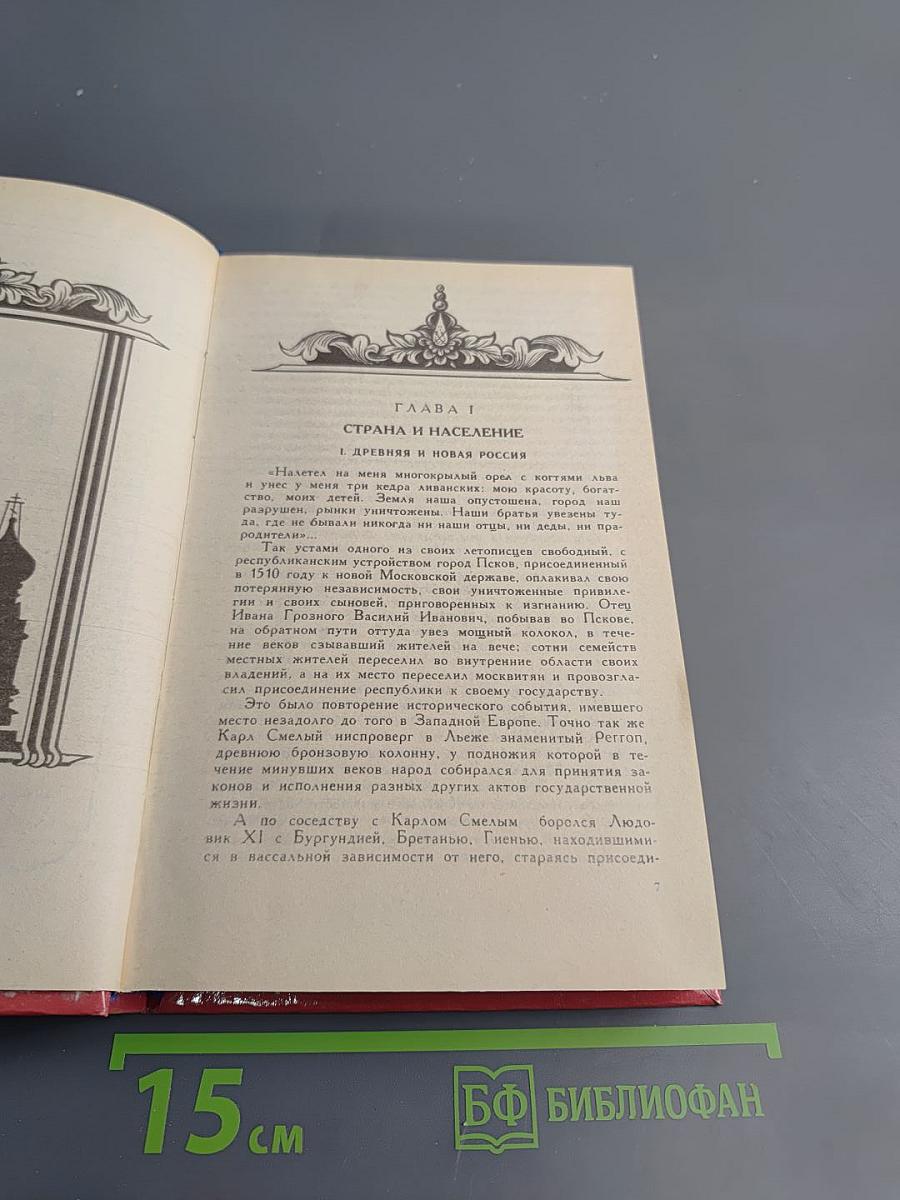 ГЛАВА I
СТРАНА И НАСЕЛЕНИЕ
I. ДРЕВНЯЯ И НОВАЯ РОССИЯ
«Налетел на меня многокрылый орел с когтями льва
и унес у меня три кедра ливанских: мою красоту, богат-
ство, моих детей. Земля наша опустошена, город наш
разрушен, рынки уничтожены. Наши братья увезены ту-
да, где не бывали никогда ни наши отцы, ни деды, ни пра-
родители»...
Так устами одного из своих летописцев свободный, с
республиканским устройством город Псков, присоединенный
в 1510 году к новой Московской державе, оплакивал свою
потерянную независимость, свои уничтоженные привиле-
гии и своих сыновей, приговоренных к изгнанию. Отец
Ивана Грозного Василий Иванович, побывав во Пскове,
на обратном пути оттуда увез мощный колокол, в тече-
ние веков сзывавший жителей на вече; сотни семейств
местных жителей переселил во внутренние области своих
владений, а на их место переселил москвитян и провозгла-
сил присоединение республики к своему государству.
Это было повторение исторического события, имевшего
место незадолго до того в Западной Европе. Точно так же
Карл Смелый ниспроверг в Льеже знаменитый Perron,
древнюю бронзовую колонну, у подножия которой в те-
чение минувших веков народ собирался для принятия за-
конов и исполнения разных других актов государственной
жизни.
А по соседству с Карлом Смелым боролся Людо-
вик XI с Бургундией, Бретанью, Гиенью, находившими-
ся в вассальной зависимости от него, стараясь присоеди-
7
15 см
БФ БИБЛИОФАН